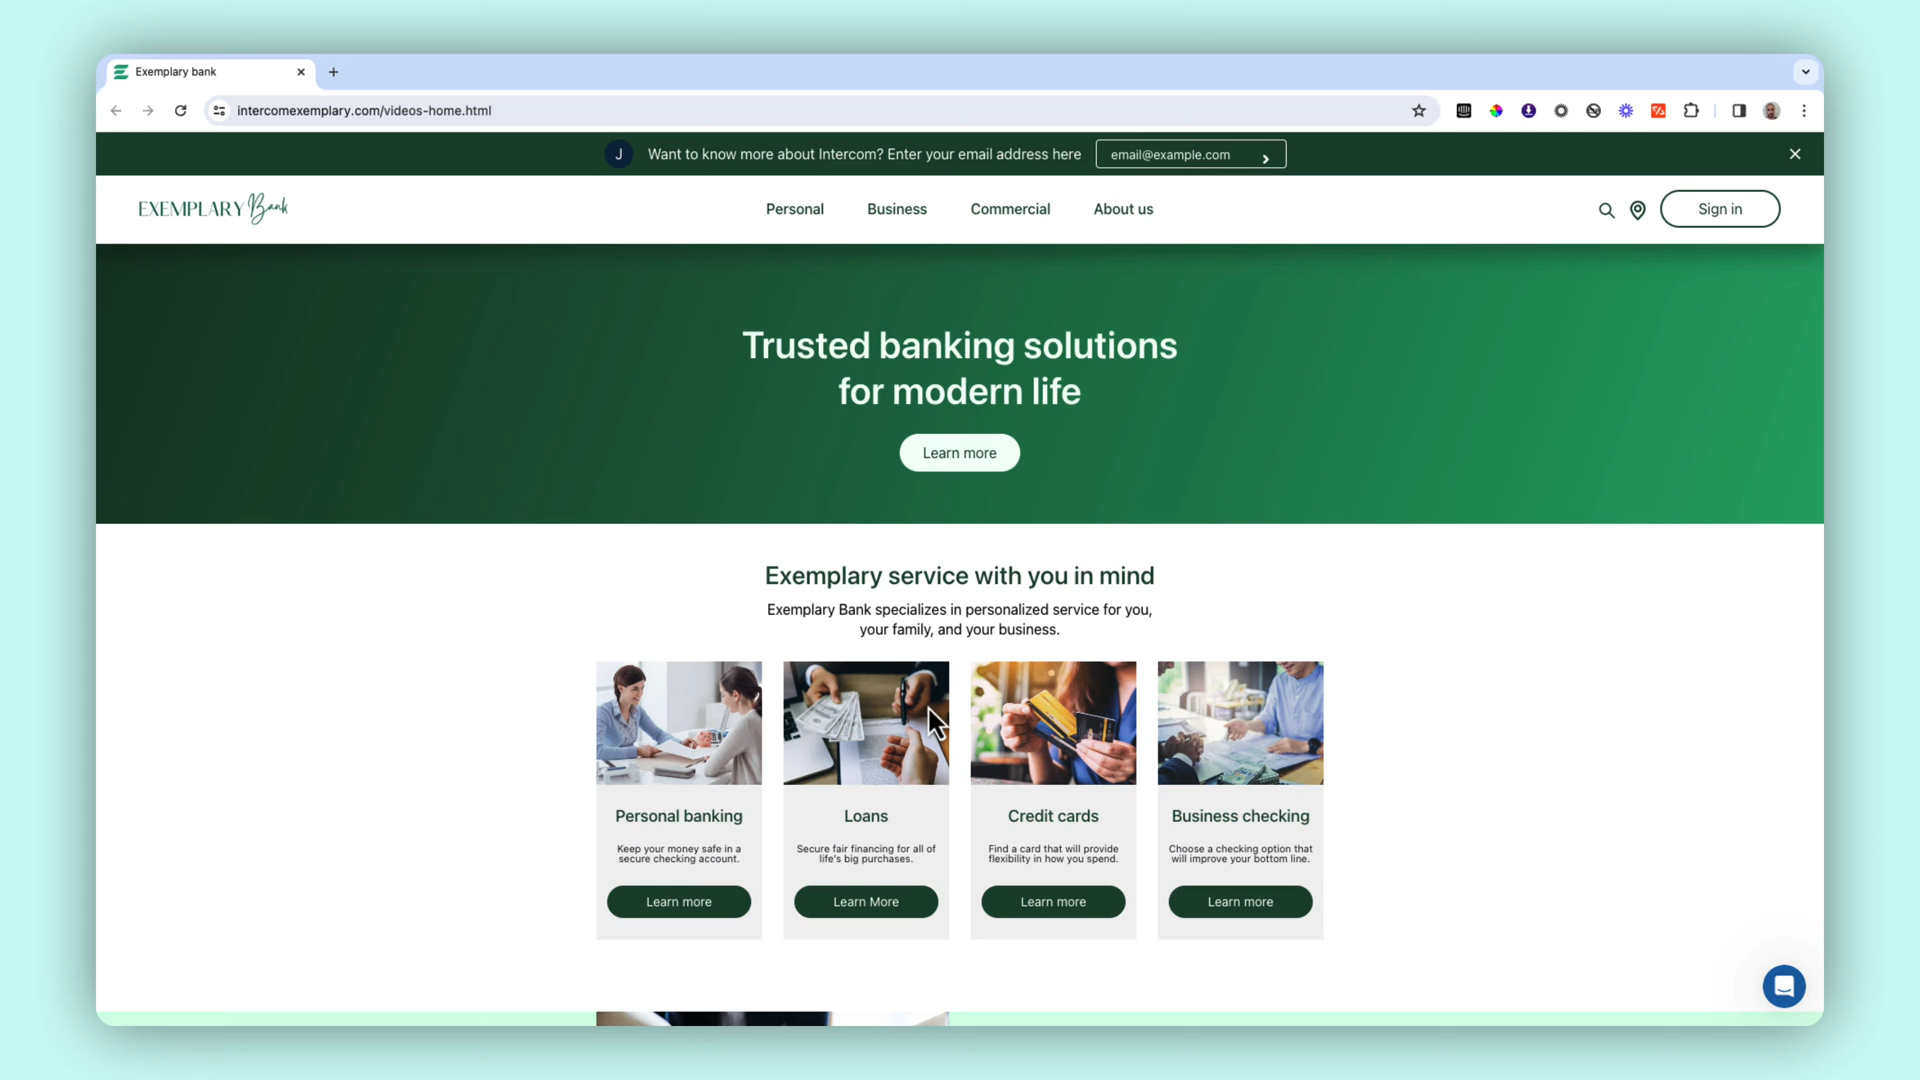 Exemplary bank
intercomexemplary.com/videos-home.html
J
Want to know more about Intercom? Enter your email address here
email@example.com
EXEMPLARY Bank
Personal
Business
Commercial
About us
Sign in
Trusted banking solutions
for modern life
Learn more
Exemplary service with you in mind
Exemplary Bank specializes in personalized service for you,
your family, and your business.
Personal banking
Keep your money safe in a
secure checking account.
Learn more
Loans
Secure fair financing for all of
life's big purchases.
Learn More
Credit cards
Find a card that will provide
flexibility in how you spend.
Learn more
Business checking
Choose a checking option that
will improve your bottom line.
Learn more